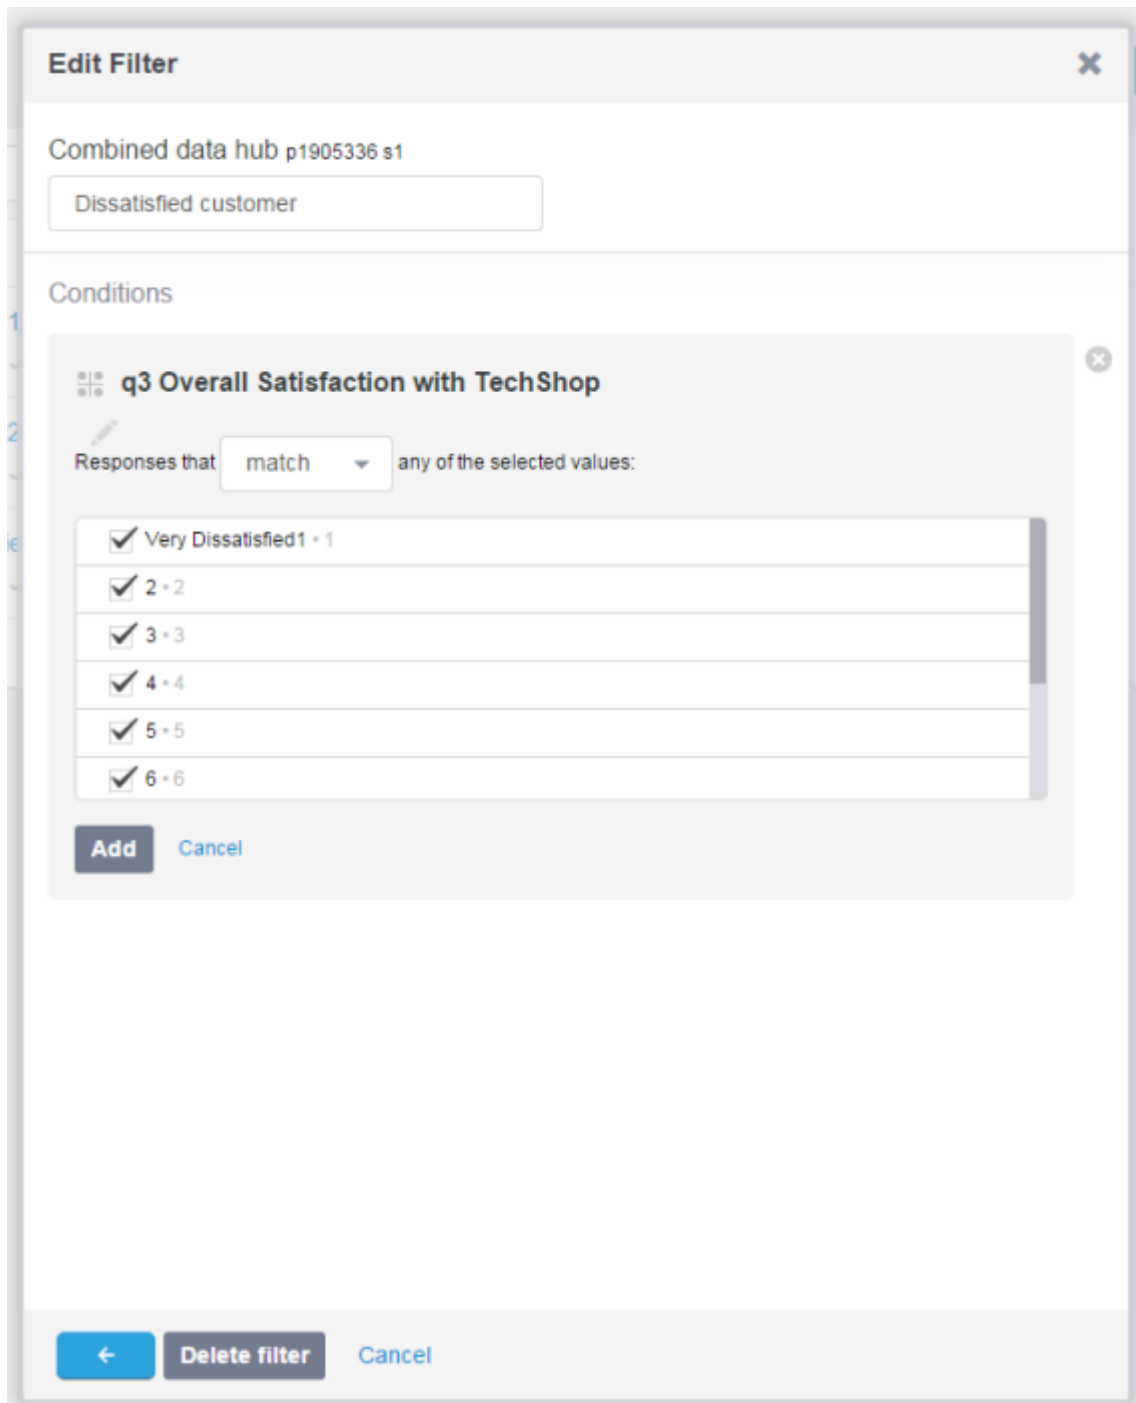 Edit Filter
Combined data hub p1905336 s1
Dissatisfied customer
Conditions
q3 Overall Satisfaction with TechShop
Responses that match any of the selected values:
Very Dissatisfied1 • 1
2 • 2
3 • 3
4 • 4
5 • 5
6 • 6
Add Cancel
Delete filter Cancel